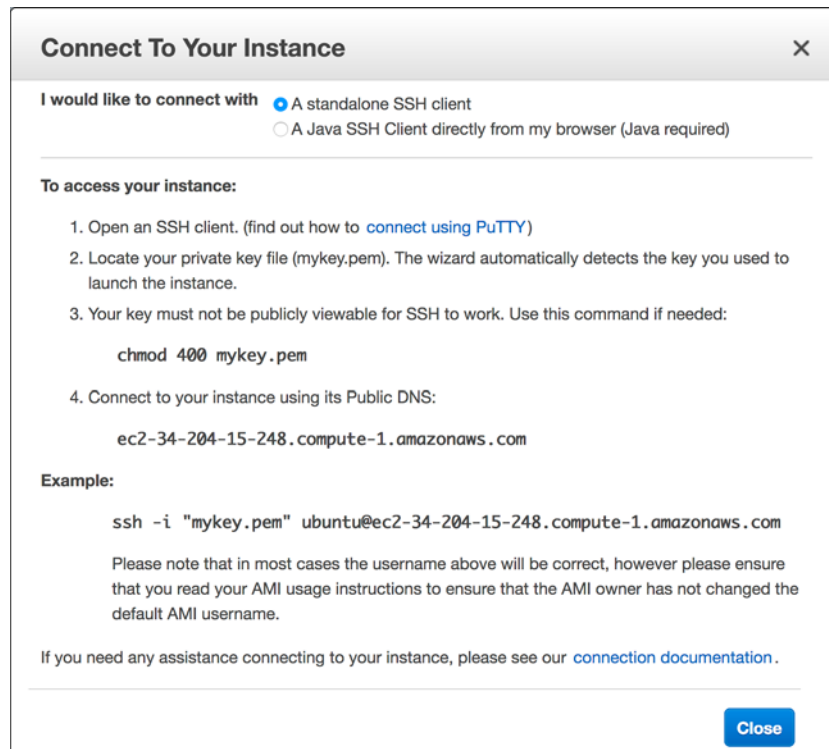 Connect To Your Instance
I would like to connect with
A standalone SSH client
A Java SSH Client directly from my browser (Java required)
To access your instance:
1. Open an SSH client. (find out how to connect using PuTTY)
2. Locate your private key file (mykey.pem). The wizard automatically detects the key you used to
launch the instance.
3. Your key must not be publicly viewable for SSH to work. Use this command if needed:
chmod 400 mykey.pem
4. Connect to your instance using its Public DNS:
ec2-34-204-15-248.compute-1.amazonaws.com
Example:
ssh -i "mykey.pem" ubuntu@ec2-34-204-15-248.compute-1.amazonaws.com
Please note that in most cases the username above will be correct, however please ensure
that you read your AMI usage instructions to ensure that the AMI owner has not changed the
default AMI username.
If you need any assistance connecting to your instance, please see our connection documentation.
Close